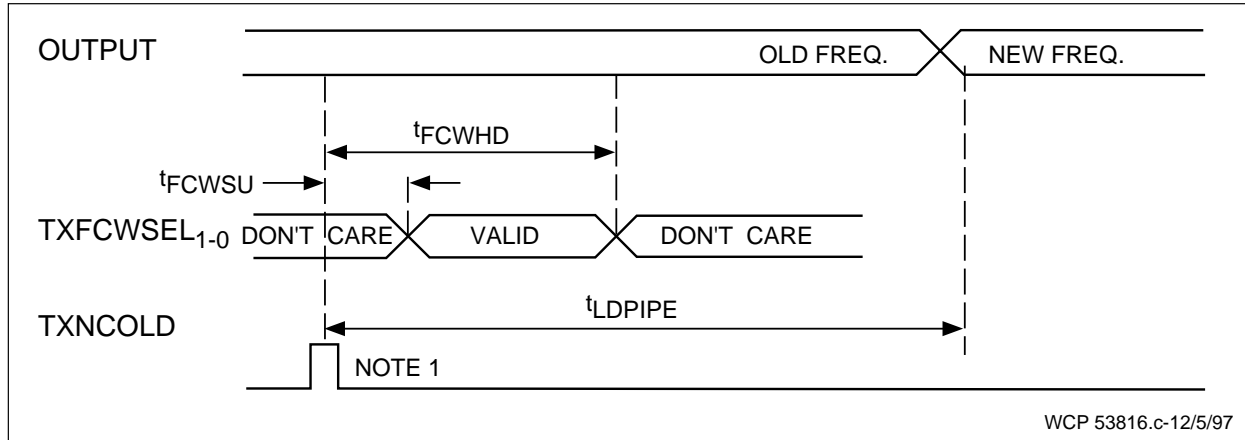 OUTPUT
OLD FREQ.
NEW FREQ.
tFCWHD
tFCWSU
TXFCWSEL1-0
DON'T CARE
VALID
DON'T CARE
TXNCOLD
tLDPIPE
NOTE 1
WCP 53816.c-12/5/97